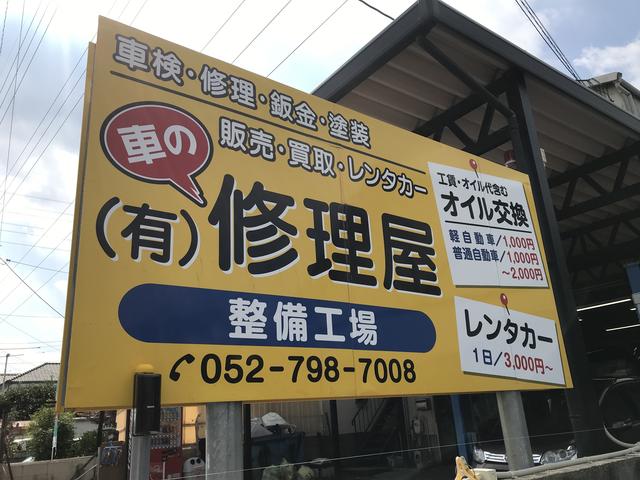 車検・修理・鈑金・塗装
販売・買取・レンタカー
車の
(有)修理屋
整備工場
052-798-7008
工賃・オイル代含む
オイル交換
軽自動車/1,000円
普通自動車/1,000円
～2,000円
レンタカー
1日/3,000円～